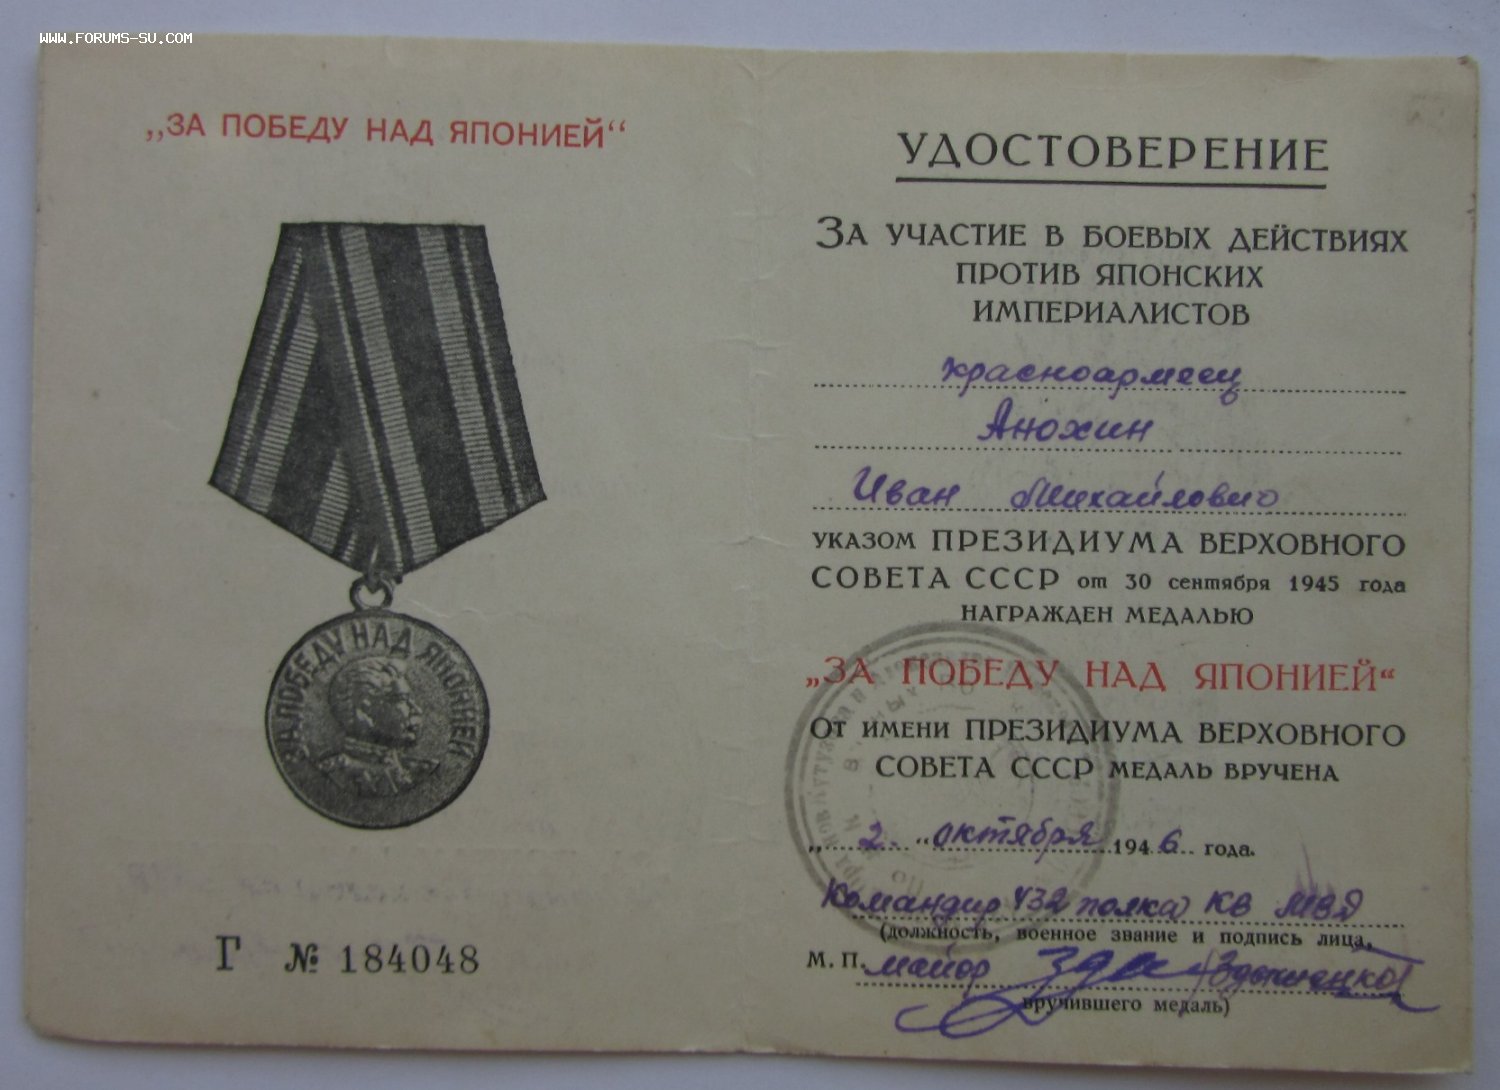 WWW.FORUMS-SU.COM
„ЗА ПОБЕДУ НАД ЯПОНИЕЙ“
ЗА ПОБЕДУ НАД ЯПОНИЕЙ
Г № 184048
УДОСТОВЕРЕНИЕ
ЗА УЧАСТИЕ В БОЕВЫХ ДЕЙСТВИЯХ
ПРОТИВ ЯПОНСКИХ
ИМПЕРИАЛИСТОВ
красноармеец
Анохин
Иван Михайлович
УКАЗОМ ПРЕЗИДИУМА ВЕРХОВНОГО
СОВЕТА СССР от 30 сентября 1945 года
НАГРАЖДЕН МЕДАЛЬЮ
„ЗА ПОБЕДУ НАД ЯПОНИЕЙ“
ОТ ИМЕНИ ПРЕЗИДИУМА ВЕРХОВНОГО
СОВЕТА СССР МЕДАЛЬ ВРУЧЕНА
„2“ октября 1946 года.
Командир 432 полка КВ МВД
(должность, военное звание и подпись лица,
М. П. майор
вручившего медаль)